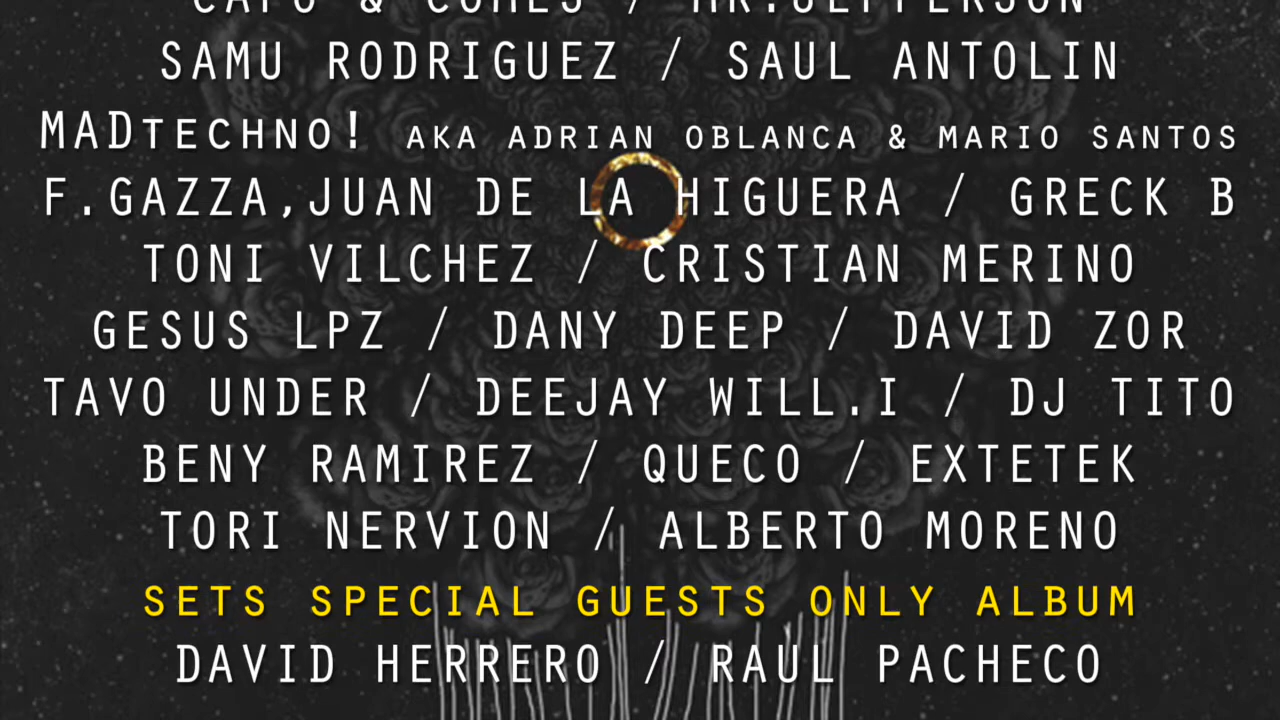 SAMU RODRIGUEZ / SAUL ANTOLIN
MADTECHNO! AKA ADRIAN OBLANCA & MARIO SANTOS
F.GAZZA,JUAN DE LA HIGUERA / GRECK B
TONI VILCHEZ / CRISTIAN MERINO
GESUS LPZ / DANY DEEP / DAVID ZOR
TAVO UNDER / DEEJAY WILL.I / DJ TITO
BENY RAMIREZ / QUECO / EXTETEK
TORI NERVION / ALBERTO MORENO
SETS SPECIAL GUESTS ONLY ALBUM
DAVID HERRERO / RAUL PACHECO